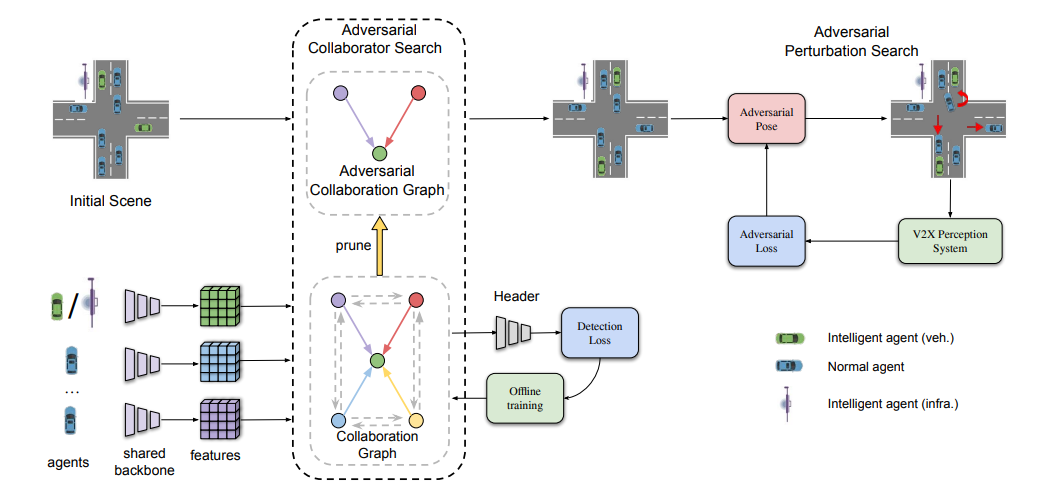 Adversarial
Collaborator Search
Adversarial
Perturbation Search
Initial Scene
Adversarial
Collaboration Graph
Adversarial
Pose
prune
Adversarial
Loss
V2X Perception
System
/
...
agents
shared
backbone
features
Collaboration
Graph
Header
Detection
Loss
Offline
training
Intelligent agent (veh.)
Normal agent
Intelligent agent (infra.)